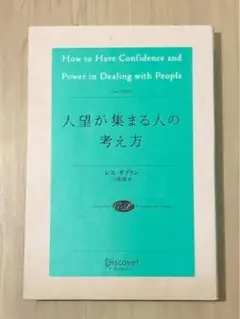 How to Have Confidence and
Power in Dealing with People
人望が集まる人の
考え方
レス・ギブリン
Discover